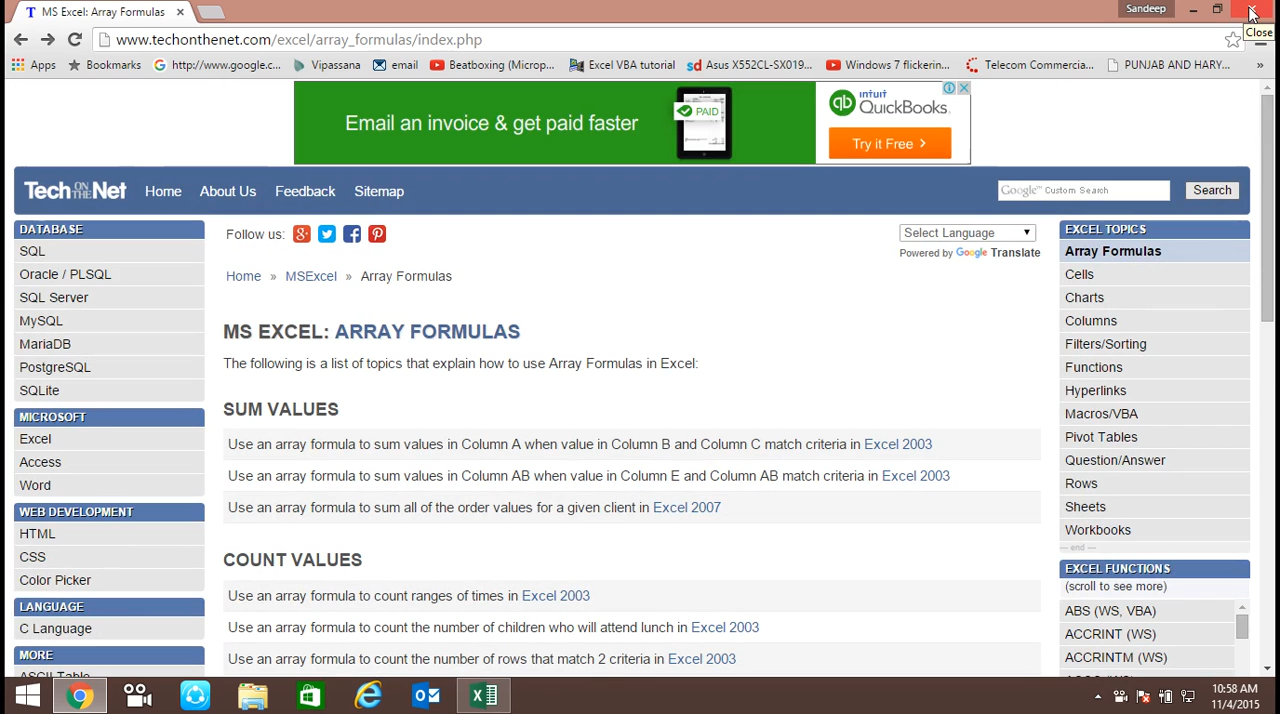 T MS Excel: Array Formulas
Sandeep
www.techonthenet.com/excel/array_formulas/index.php
Close
Apps Bookmarks http://www.google.c... Vipassana email Beatboxing (Microp... Excel VBA tutorial sd Asus X552CL-SX019... Windows 7 flickerin... Telecom Commercia... PUNJAB AND HARY... »
Email an invoice & get paid faster
PAID
intuit
qb QuickBooks.
Try it Free >
Tech ON THE Net Home About Us Feedback Sitemap
Google™ Custom Search Search
DATABASE
SQL
Oracle / PLSQL
SQL Server
MySQL
MariaDB
PostgreSQL
SQLite
MICROSOFT
Excel
Access
Word
WEB DEVELOPMENT
HTML
CSS
Color Picker
LANGUAGE
C Language
MORE
ASCII Table
Follow us:
Select Language
Powered by Google Translate
Home » MSExcel » Array Formulas
MS EXCEL: ARRAY FORMULAS
The following is a list of topics that explain how to use Array Formulas in Excel:
SUM VALUES
Use an array formula to sum values in Column A when value in Column B and Column C match criteria in Excel 2003
Use an array formula to sum values in Column AB when value in Column E and Column AB match criteria in Excel 2003
Use an array formula to sum all of the order values for a given client in Excel 2007
COUNT VALUES
Use an array formula to count ranges of times in Excel 2003
Use an array formula to count the number of children who will attend lunch in Excel 2003
Use an array formula to count the number of rows that match 2 criteria in Excel 2003
EXCEL TOPICS
Array Formulas
Cells
Charts
Columns
Filters/Sorting
Functions
Hyperlinks
Macros/VBA
Pivot Tables
Question/Answer
Rows
Sheets
Workbooks
--- end ---
EXCEL FUNCTIONS
(scroll to see more)
ABS (WS, VBA)
ACCRINT (WS)
ACCRINTM (WS)
10:58 AM
11/4/2015